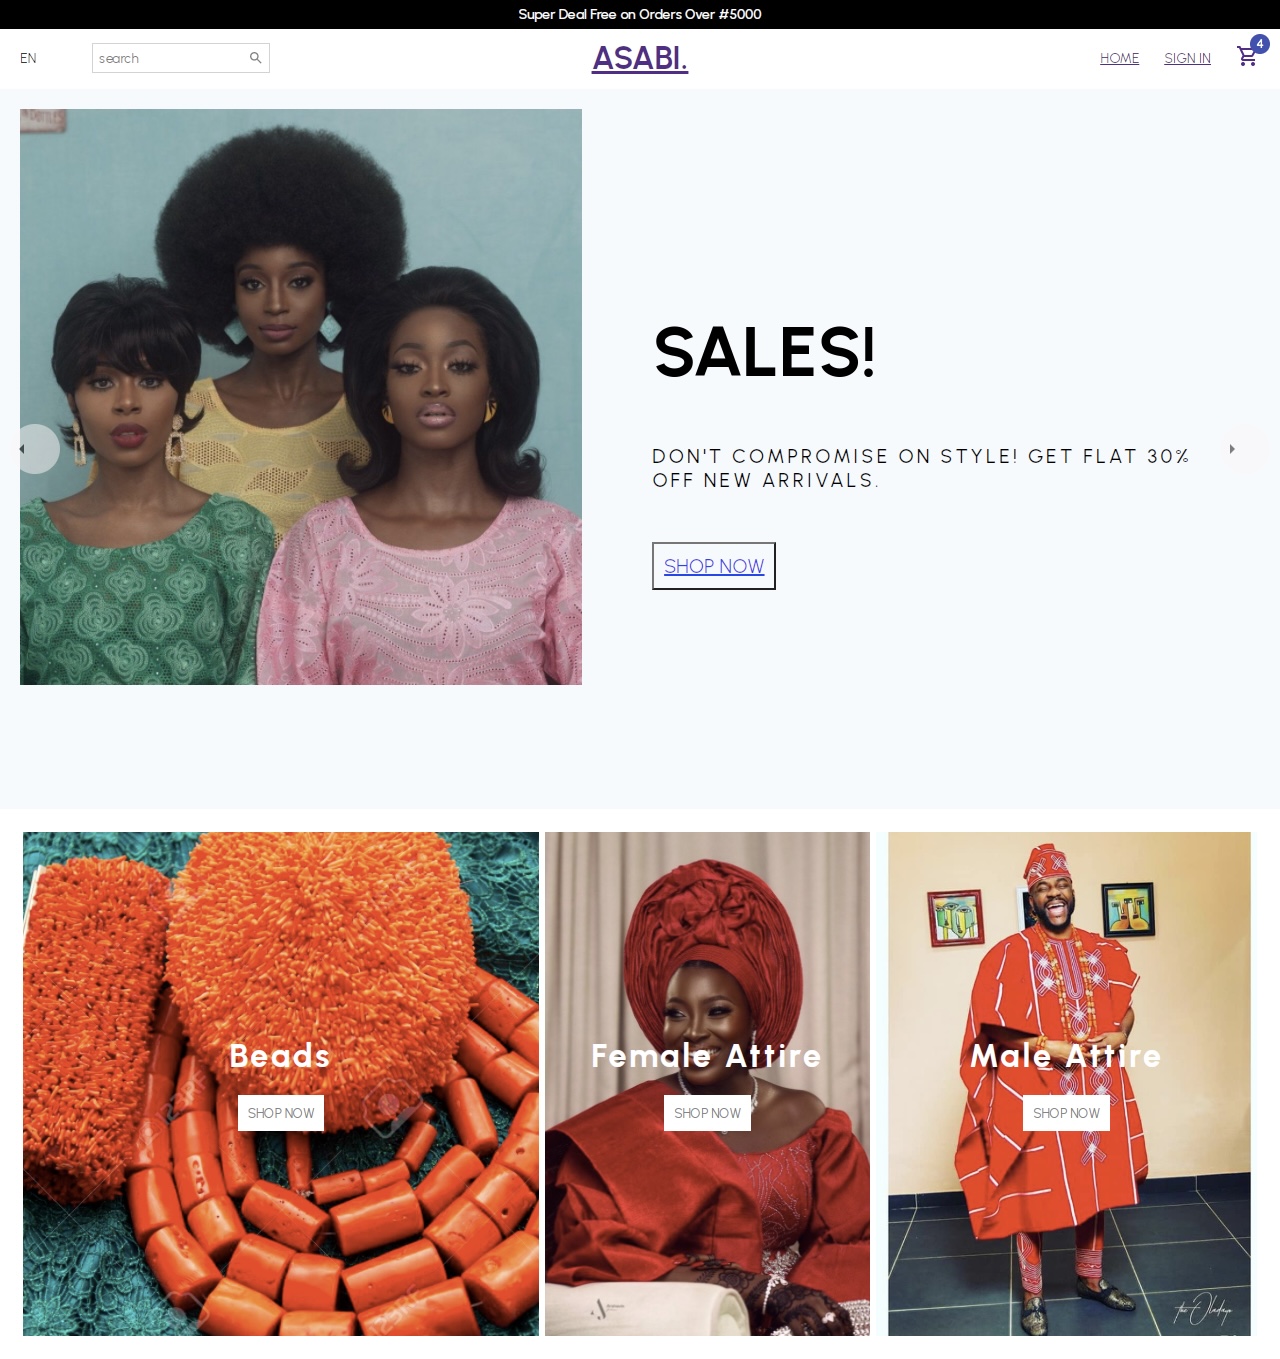 Super Deal Free on Orders Over #5000
EN
search
ASABI.
HOME
SIGN IN
4
SALES!
DON'T COMPROMISE ON STYLE! GET FLAT 30%
OFF NEW ARRIVALS.
SHOP NOW
Beads
SHOP NOW
Female Attire
SHOP NOW
Male Attire
SHOP NOW